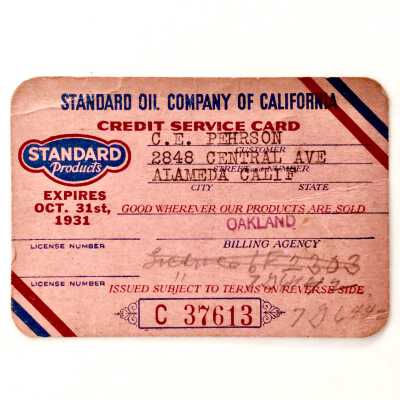 STANDARD OIL COMPANY OF CALIFORNIA
CREDIT SERVICE CARD
C.E. PEHRSON
CUSTOMER
2848 CENTRAL AVE
STREET NUMBER
ALAMEDA CALIF
CITY STATE
STANDARD
Products
EXPIRES
OCT. 31st,
1931
GOOD WHEREVER OUR PRODUCTS ARE SOLD
OAKLAND
LICENSE NUMBER BILLING AGENCY
LICENSE NUMBER
ISSUED SUBJECT TO TERMS ON REVERSE SIDE
C 37613